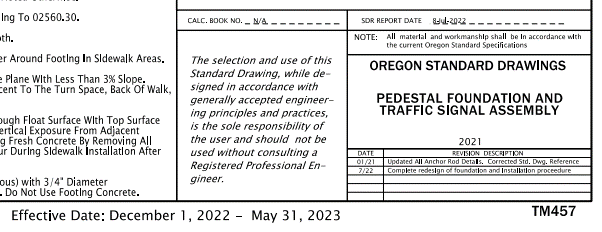 ing To 02560.30.
oth.
er Around Footing In Sidewalk Areas.
e Plane With Less Than 3% Slope.
cent To The Turn Space, Back Of Walk,
ough Float Surface With Top Surface
ertical Exposure From Adjacent
g Fresh Concrete By Removing All
ur During Sidewalk Installation After
ous) with 3/4" Diameter
. Do Not Use Footing Concrete.
CALC. BOOK NO. N/A
SDR REPORT DATE 8-Jul-2022
The selection and use of this
Standard Drawing, while de-
signed in accordance with
generally accepted engineer-
ing principles and practices,
is the sole responsibility of
the user and should not be
used without consulting a
Registered Professional En-
gineer.
NOTE: All material and workmanship shall be in accordance with
the current Oregon Standard Specifications
OREGON STANDARD DRAWINGS
PEDESTAL FOUNDATION AND
TRAFFIC SIGNAL ASSEMBLY
2021
DATE REVISION DESCRIPTION
01/21 Updated All Anchor Rod Details. Corrected Std. Dwg. Reference
7/22 Complete redesign of foundation and installation proceedure
Effective Date: December 1, 2022 – May 31, 2023
TM457